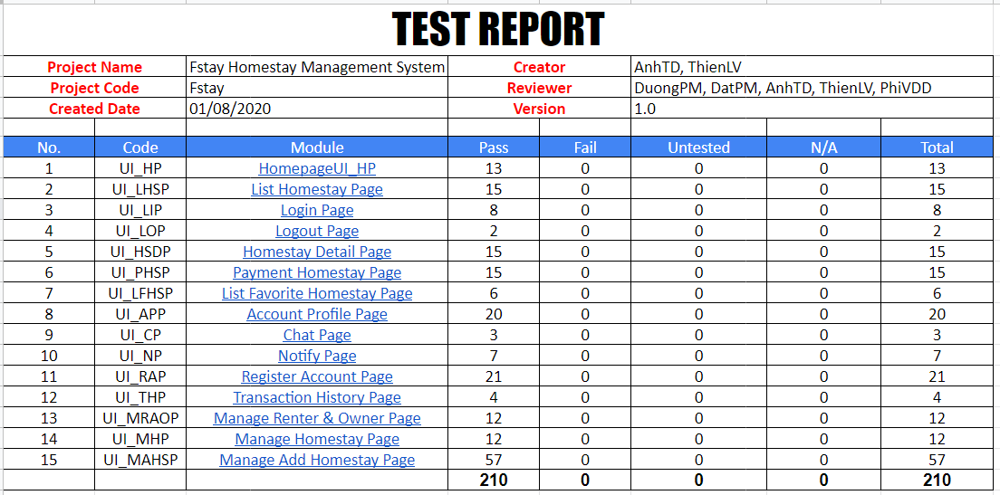 TEST REPORT
Project Name Fstay Homestay Management System Creator AnhTD, ThienLV
Project Code Fstay Reviewer DuongPM, DatPM, AnhTD, ThienLV, PhiVDD
Created Date 01/08/2020 Version 1.0
No. Code Module Pass Fail Untested N/A Total
1 UI_HP HomepageUI_HP 13 0 0 0 13
2 UI_LHSP List Homestay Page 15 0 0 0 15
3 UI_LIP Login Page 8 0 0 0 8
4 UI_LOP Logout Page 2 0 0 0 2
5 UI_HSDP Homestay Detail Page 15 0 0 0 15
6 UI_PHSP Payment Homestay Page 15 0 0 0 15
7 UI_LFHSP List Favorite Homestay Page 6 0 0 0 6
8 UI_APP Account Profile Page 20 0 0 0 20
9 UI_CP Chat Page 3 0 0 0 3
10 UI_NP Notify Page 7 0 0 0 7
11 UI_RAP Register Account Page 21 0 0 0 21
12 UI_THP Transaction History Page 4 0 0 0 4
13 UI_MRAOP Manage Renter & Owner Page 12 0 0 0 12
14 UI_MHP Manage Homestay Page 12 0 0 0 12
15 UI_MAHSP Manage Add Homestay Page 57 0 0 0 57
210 0 0 0 210